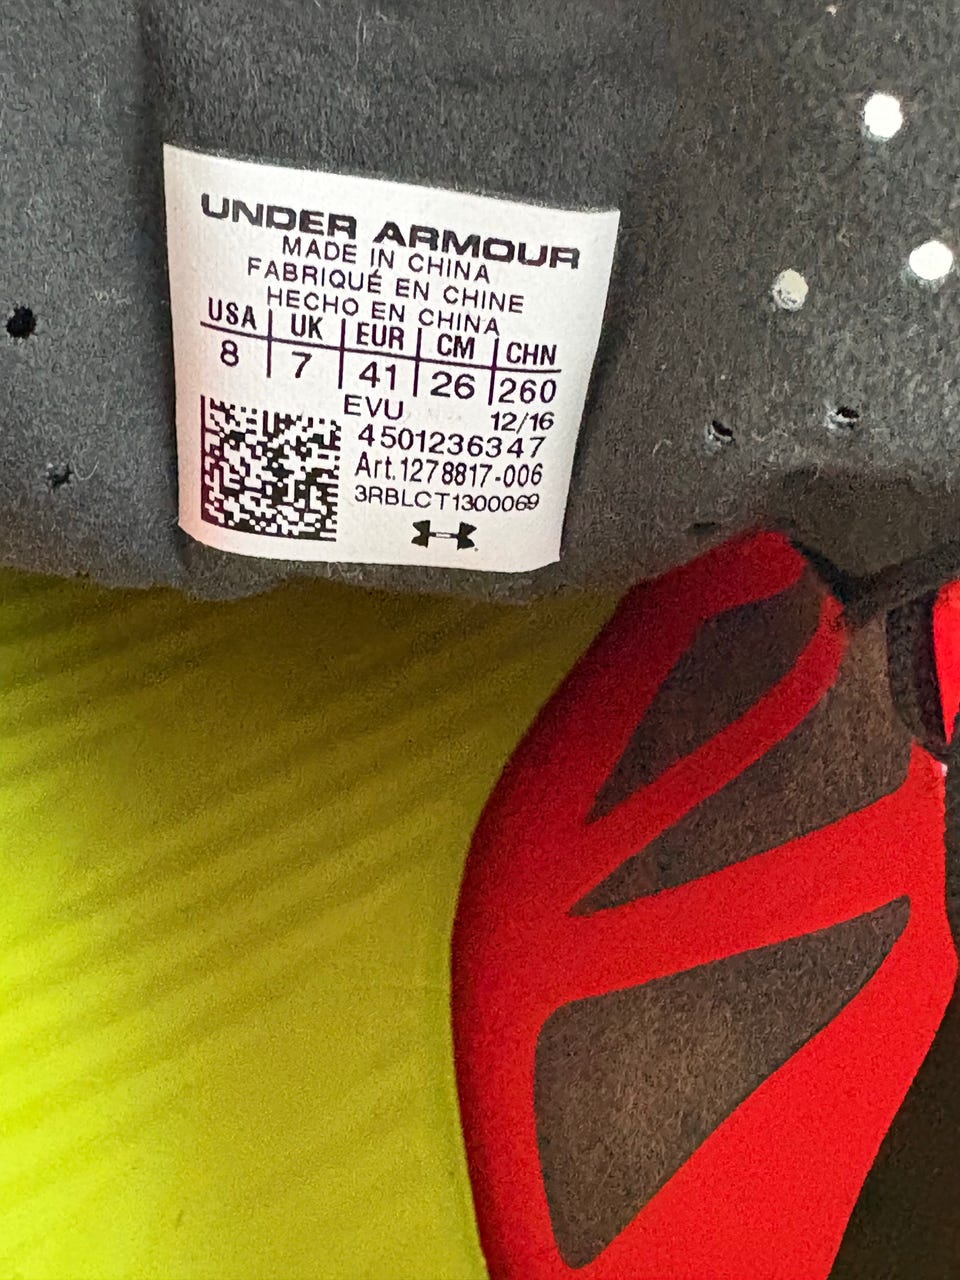 UNDER ARMOUR
MADE IN CHINA
FABRIQUÉ EN CHINE
HECHO EN CHINA
USA UK EUR CM CHN
8 7 41 26 260
EVU 12/16
4501236347
Art.1278817-006
3RBLCT1300069